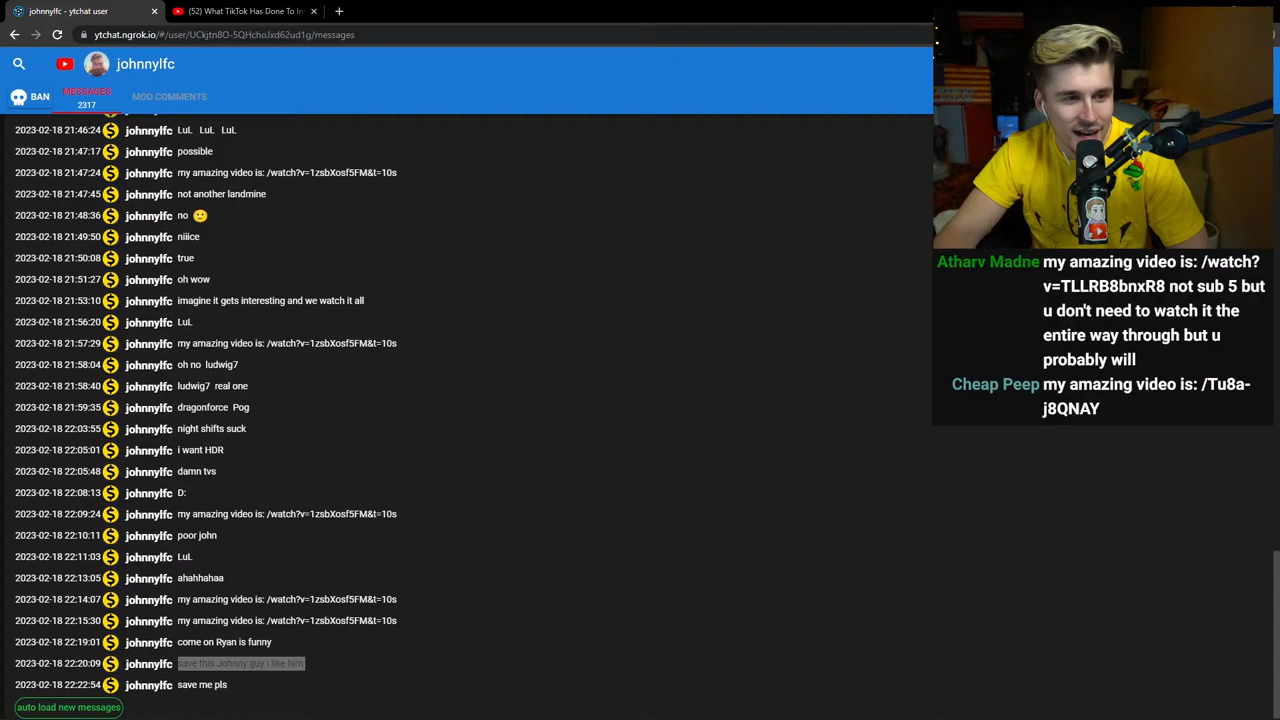 johnnylfc - ytchat user
(52) What TikTok Has Done To In
ytchat.ngrok.io/#/user/UCkjtn8O-5QHchoJxd62ud1g/messages
johnnylfc
BAN
MESSAGES
2317
MOD COMMENTS
2023-02-18 21:46:24 johnnylfc LuL LuL LuL
2023-02-18 21:47:17 johnnylfc possible
2023-02-18 21:47:24 johnnylfc my amazing video is: /watch?v=1zsbXosf5FM&t=10s
2023-02-18 21:47:45 johnnylfc not another landmine
2023-02-18 21:48:36 johnnylfc no 🙂
2023-02-18 21:49:50 johnnylfc niiice
2023-02-18 21:50:08 johnnylfc true
2023-02-18 21:51:27 johnnylfc oh wow
2023-02-18 21:53:10 johnnylfc imagine it gets interesting and we watch it all
2023-02-18 21:56:20 johnnylfc LuL
2023-02-18 21:57:29 johnnylfc my amazing video is: /watch?v=1zsbXosf5FM&t=10s
2023-02-18 21:58:04 johnnylfc oh no ludwig7
2023-02-18 21:58:40 johnnylfc ludwig7 real one
2023-02-18 21:59:35 johnnylfc dragonforce Pog
2023-02-18 22:03:55 johnnylfc night shifts suck
2023-02-18 22:05:01 johnnylfc i want HDR
2023-02-18 22:05:48 johnnylfc damn tvs
2023-02-18 22:08:13 johnnylfc D:
2023-02-18 22:09:24 johnnylfc my amazing video is: /watch?v=1zsbXosf5FM&t=10s
2023-02-18 22:10:11 johnnylfc poor john
2023-02-18 22:11:03 johnnylfc LuL
2023-02-18 22:13:05 johnnylfc ahahhahaa
2023-02-18 22:14:07 johnnylfc my amazing video is: /watch?v=1zsbXosf5FM&t=10s
2023-02-18 22:15:30 johnnylfc my amazing video is: /watch?v=1zsbXosf5FM&t=10s
2023-02-18 22:19:01 johnnylfc come on Ryan is funny
2023-02-18 22:20:09 johnnylfc save this Johnny guy i like him
2023-02-18 22:22:54 johnnylfc save me pls
auto load new messages
Atharv Madne my amazing video is: /watch?
v=TLLRB8bnxR8 not sub 5 but
u don't need to watch it the
entire way through but u
probably will
Cheap Peep my amazing video is: /Tu8a-
j8QNAY